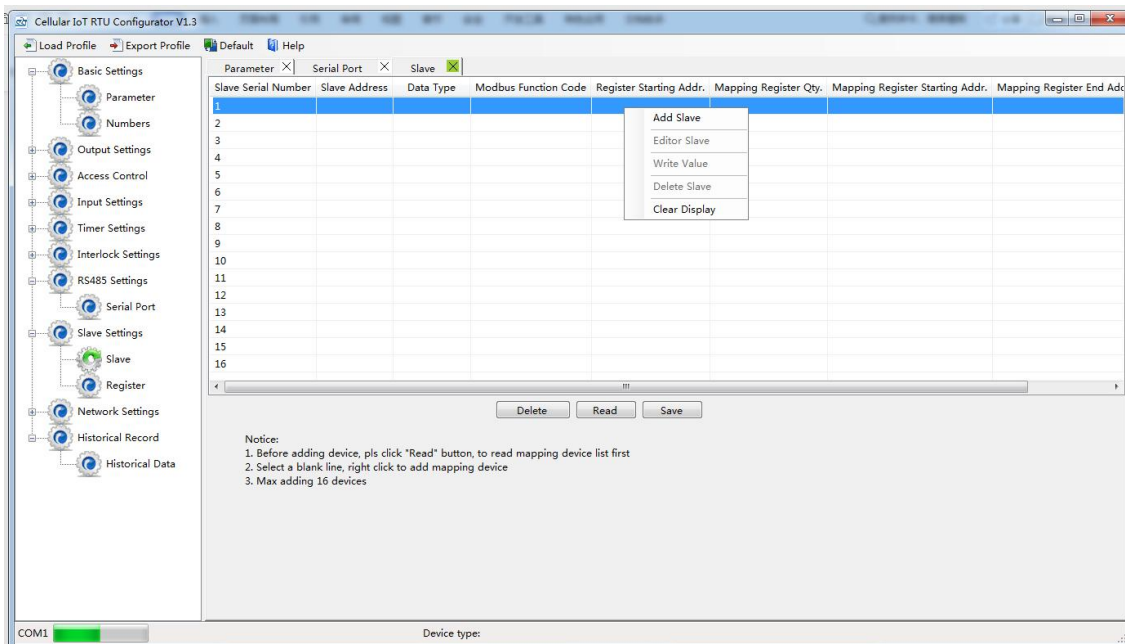 Cellular IoT RTU Configurator V1.3
Load Profile Export Profile Default Help
Basic Settings
Parameter
Numbers
Output Settings
Access Control
Input Settings
Timer Settings
Interlock Settings
RS485 Settings
Serial Port
Slave Settings
Slave
Register
Network Settings
Historical Record
Historical Data
Parameter Serial Port Slave
Slave Serial Number Slave Address Data Type Modbus Function Code Register Starting Addr. Mapping Register Qty. Mapping Register Starting Addr. Mapping Register End Add
1
2
3
4
5
6
7
8
9
10
11
12
13
14
15
16
Add Slave
Editor Slave
Write Value
Delete Slave
Clear Display
Delete Read Save
Notice:
1. Before adding device, pls click "Read" button, to read mapping device list first
2. Select a blank line, right click to add mapping device
3. Max adding 16 devices
COM1 Device type: